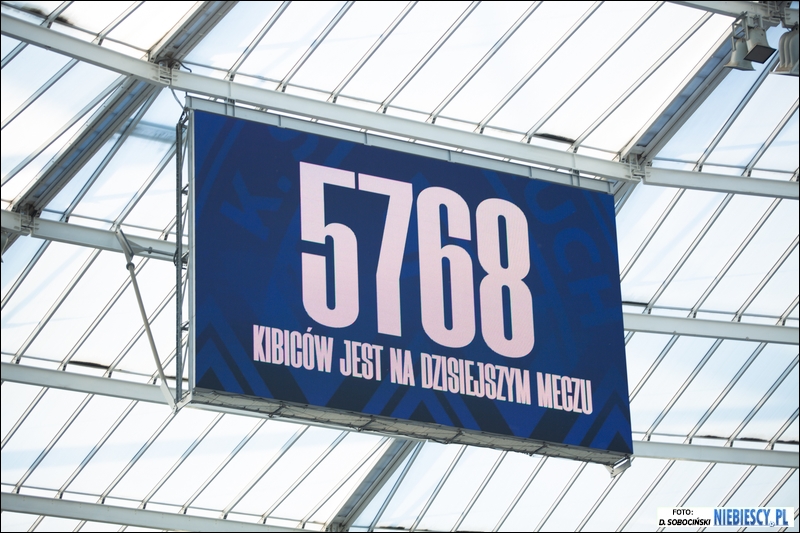 5768
KIBICÓW JEST NA DZISIEJSZYM MECZU
FOTO:
D. SOBOCIŃSKI NIEBIESCY.PL